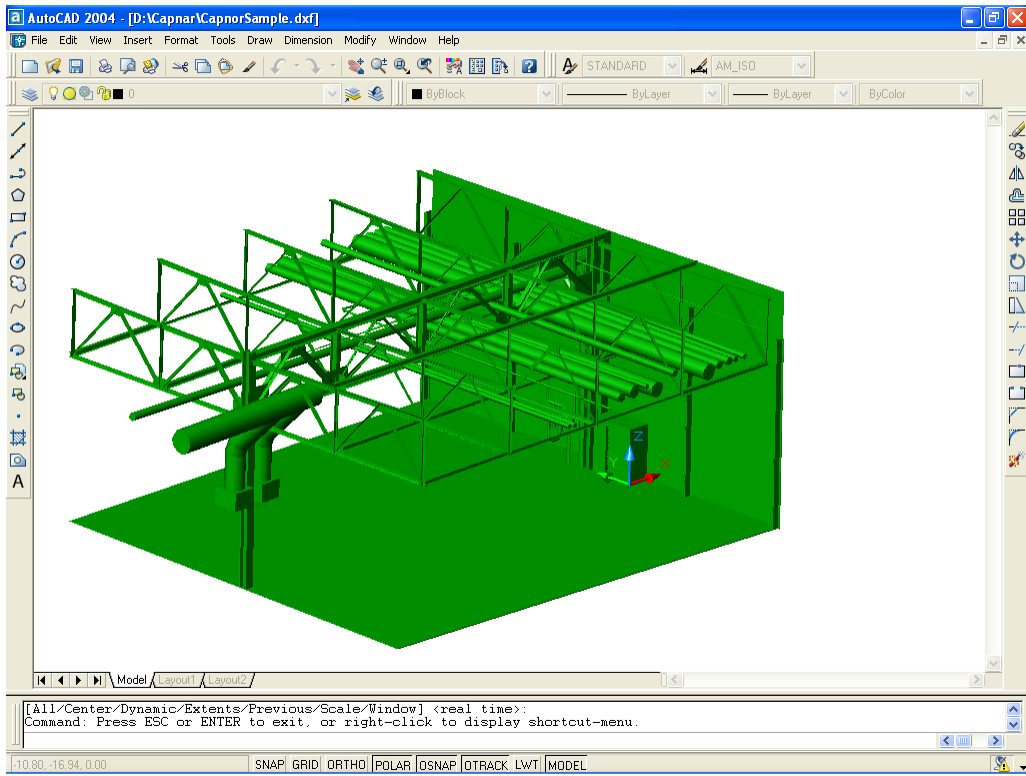 AutoCAD 2004 - [D:\Capnar\CapnorSample.dxf]
File Edit View Insert Format Tools Draw Dimension Modify Window Help
STANDARD AM_ISO
0 ByBlock ByLayer ByLayer ByColor
A
Z
Y X
Model Layout1 Layout2
[All/Center/Dynamic/Extents/Previous/Scale/Window] <real time>:
Command: Press ESC or ENTER to exit, or right-click to display shortcut-menu.
-10.80, -16.94, 0.00 SNAP GRID ORTHO POLAR OSNAP OTRACK LWT MODEL